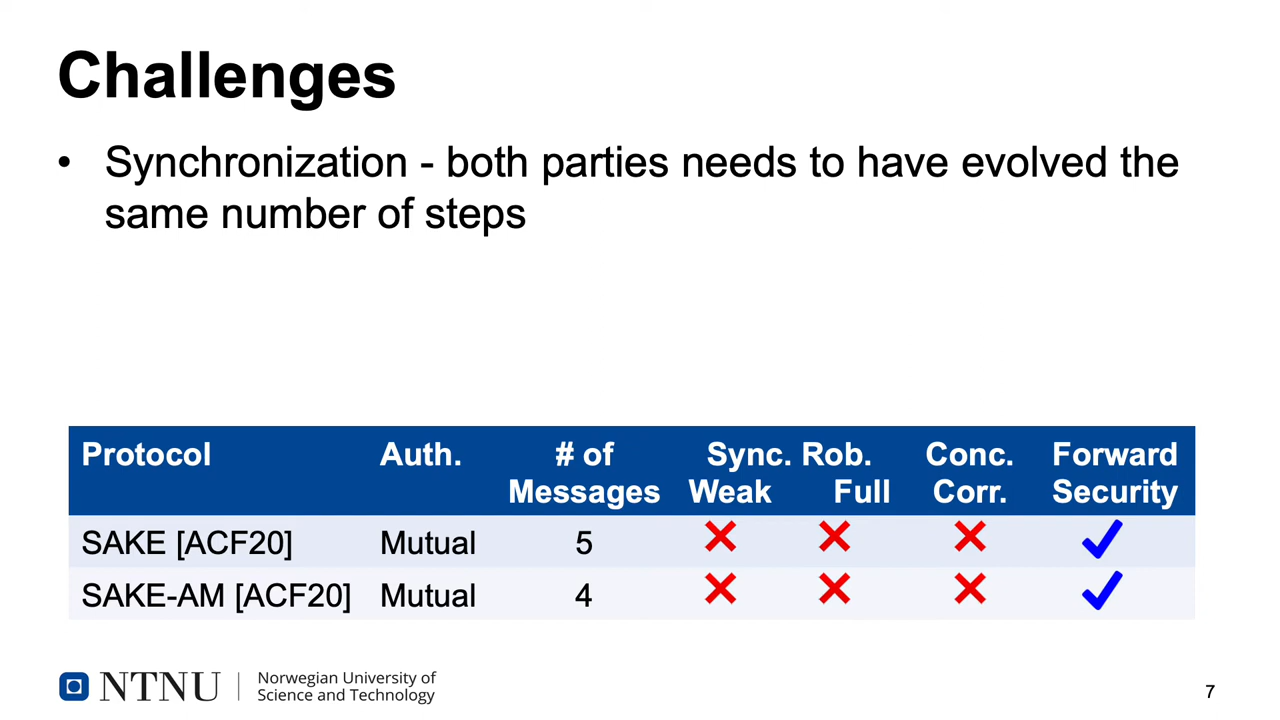 Challenges
• Synchronization - both parties needs to have evolved the
same number of steps
Protocol Auth. # of Messages Sync. Rob. Weak Full Conc. Corr. Forward Security
SAKE [ACF20] Mutual 5 ✕ ✕ ✕ ✓
SAKE-AM [ACF20] Mutual 4 ✕ ✕ ✕ ✓
NTNU
Norwegian University of
Science and Technology
7